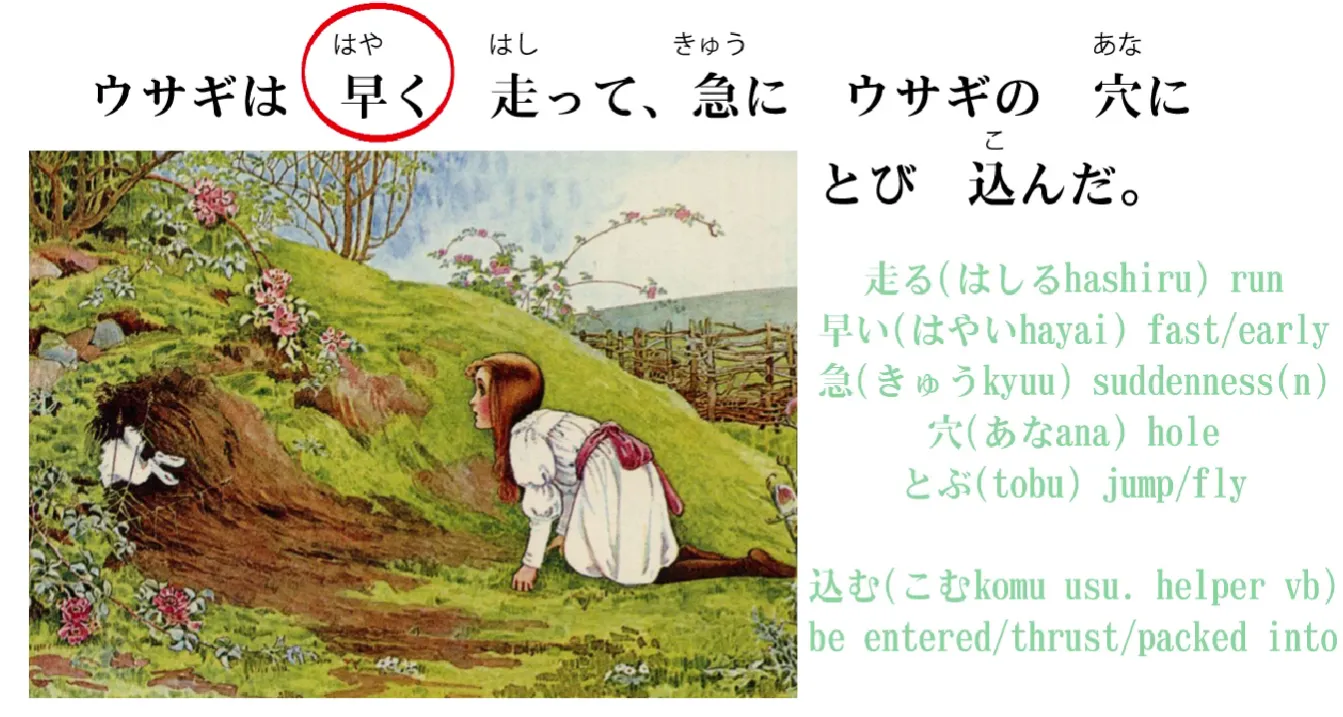 はや はし きゅう あな
ウサギは 早く 走って、急に ウサギの 穴に
こ
とび 込んだ。
走る(はしるhashiru) run
早い(はやいhayai) fast/early
急(きゅうkyuu) suddenness(n)
穴(あなana) hole
とぶ(tobu) jump/fly
込む(こむkomu usu. helper vb)
be entered/thrust/packed into